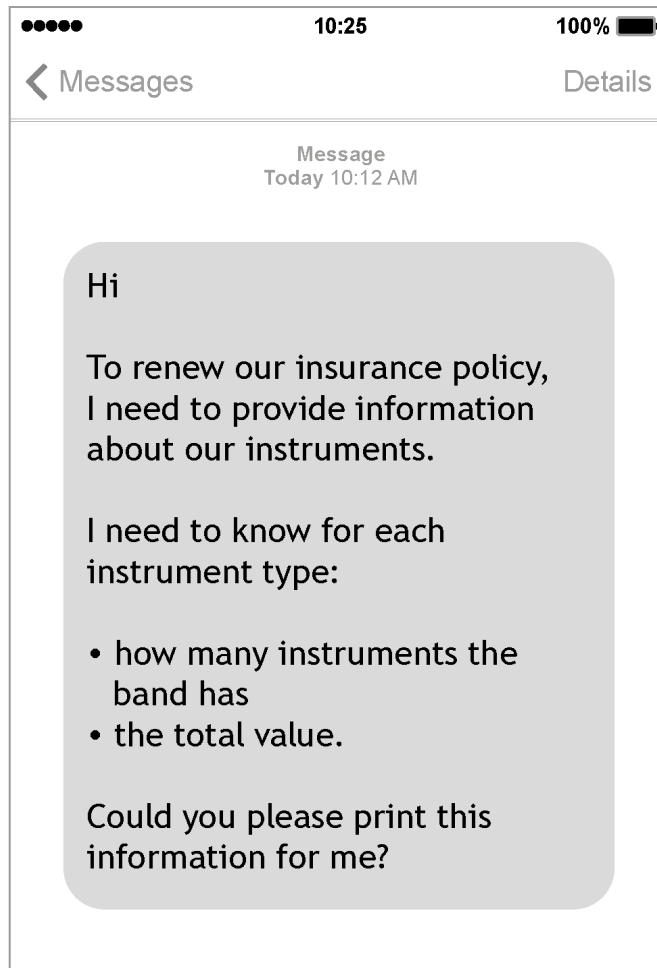 10:25
100%
Messages
Details
Message
Today 10:12 AM
Hi
To renew our insurance policy,
I need to provide information
about our instruments.
I need to know for each
instrument type:
• how many instruments the
band has
• the total value.
Could you please print this
information for me?